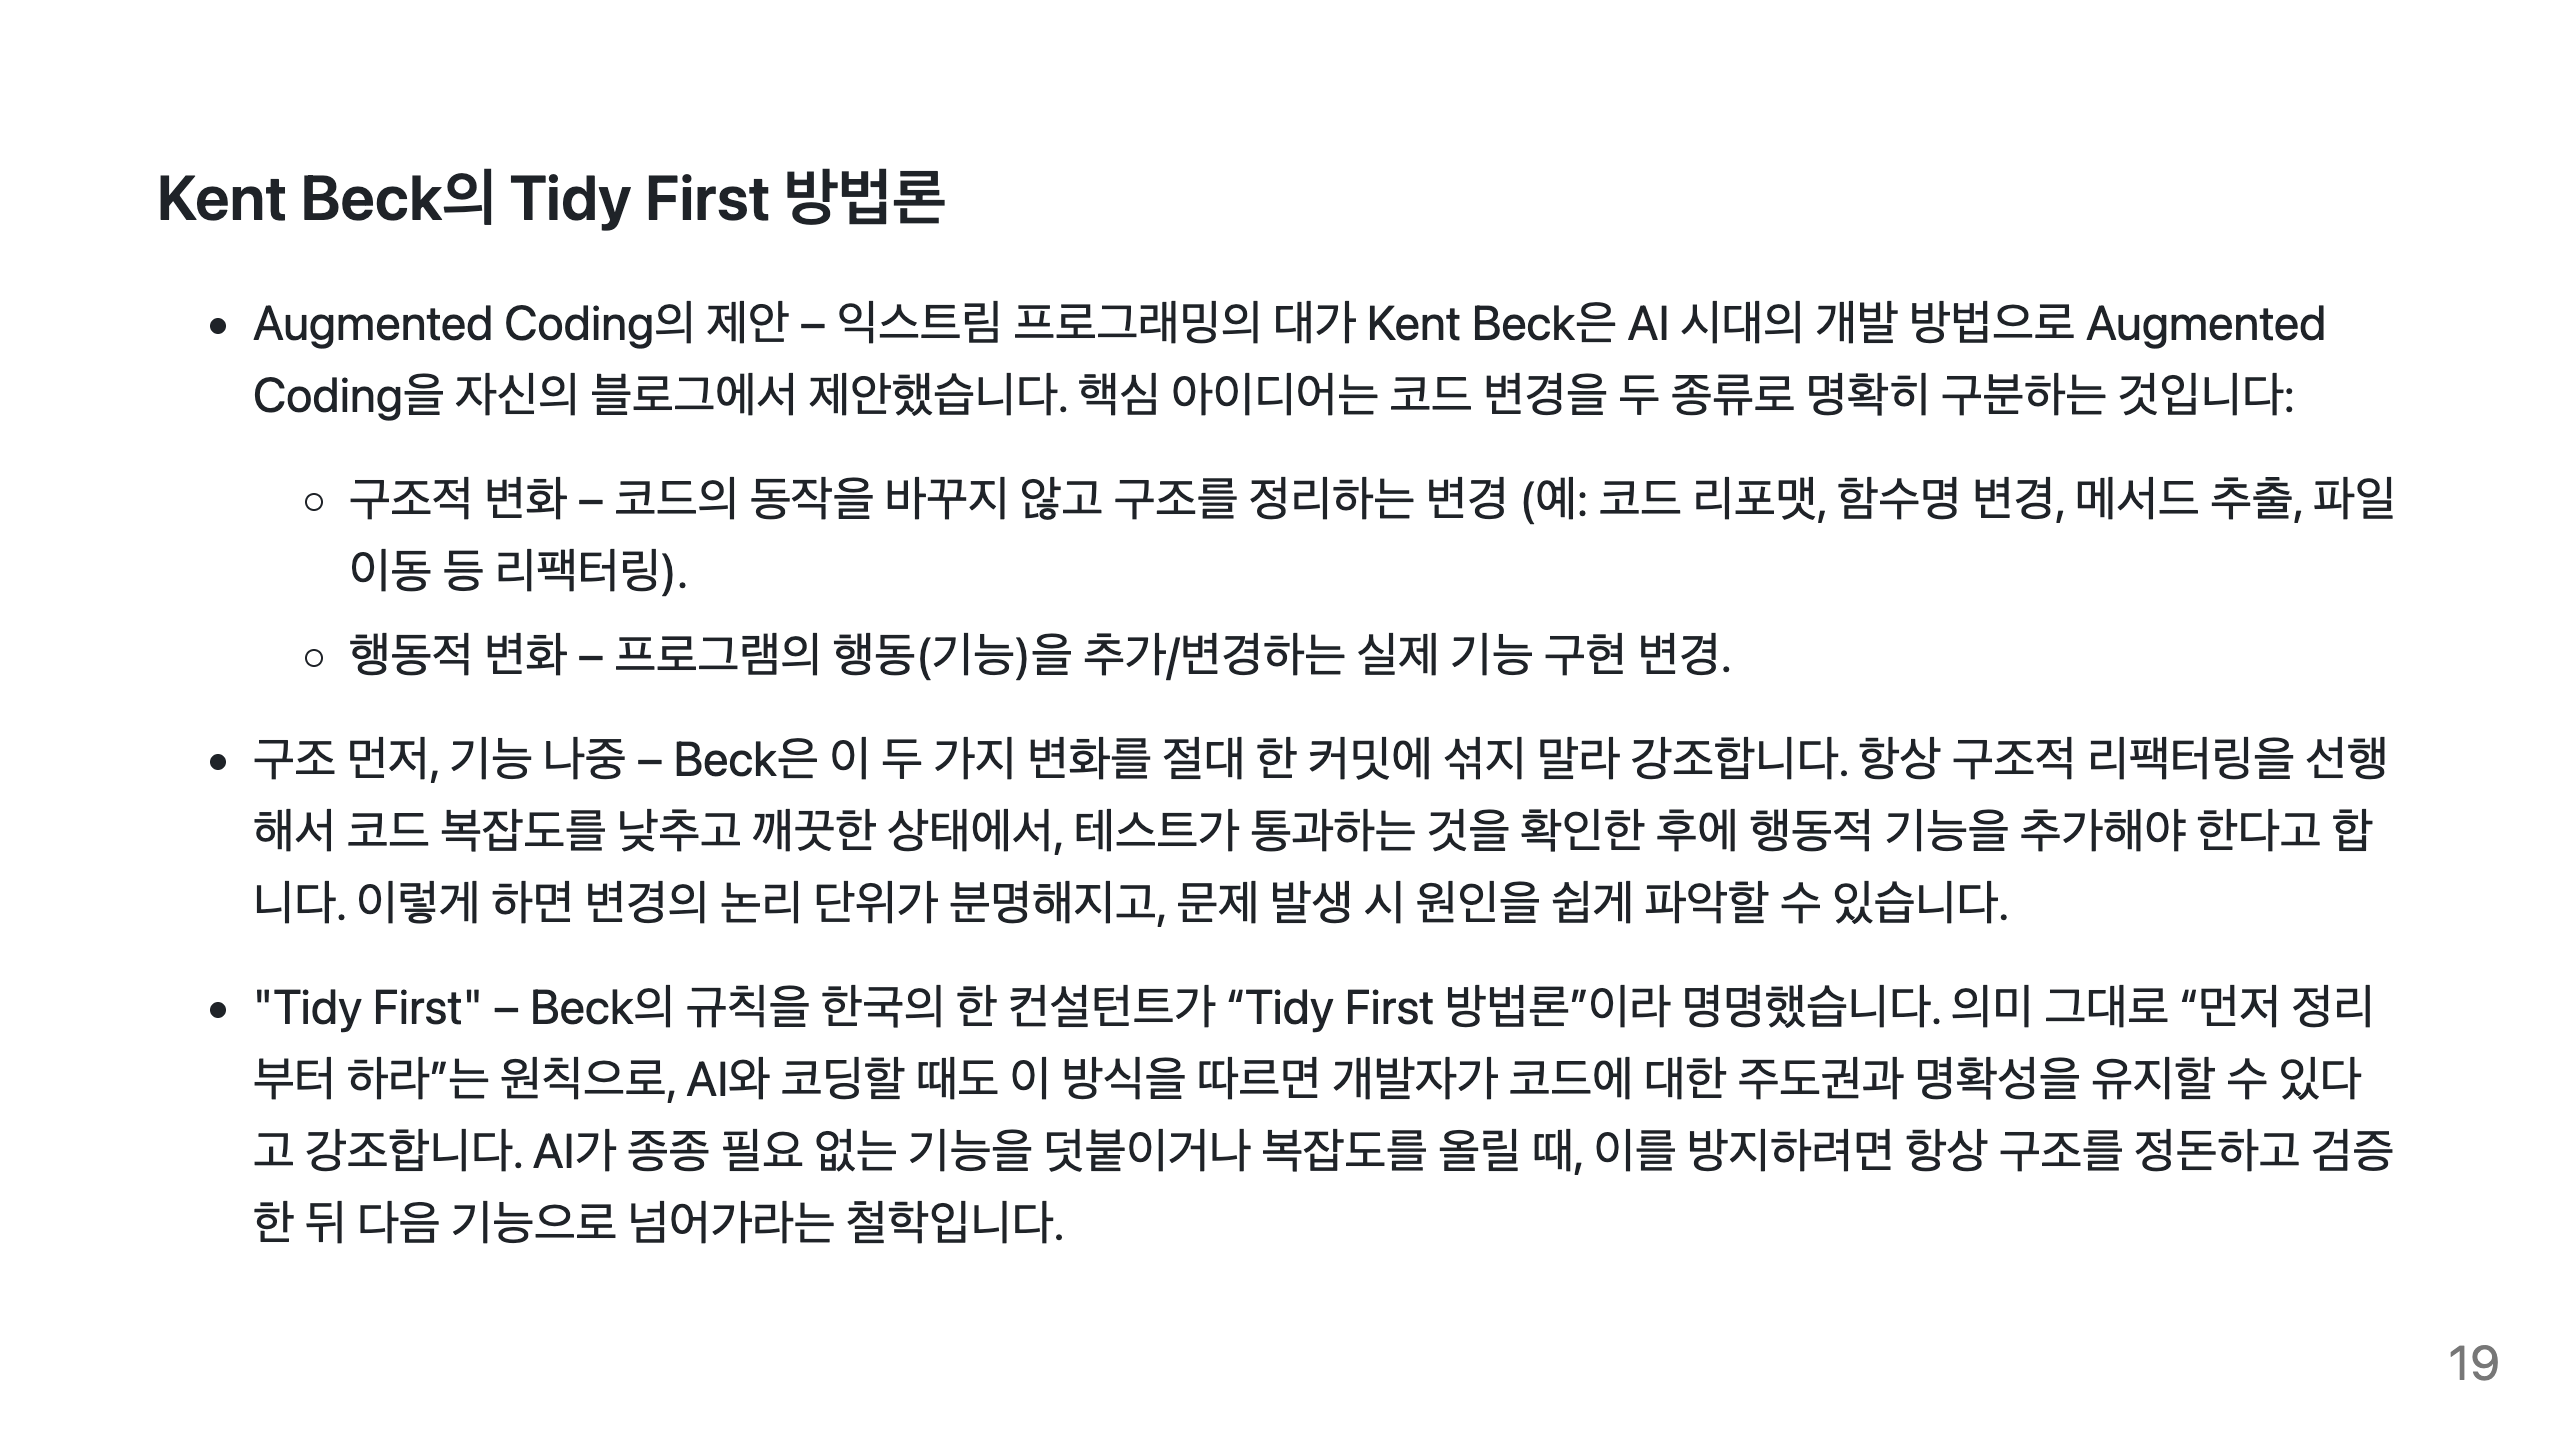 Kent Beck의 Tidy First 방법론
• Augmented Coding의 제안 – 익스트림 프로그래밍의 대가 Kent Beck은 AI 시대의 개발 방법으로 Augmented
Coding을 자신의 블로그에서 제안했습니다. 핵심 아이디어는 코드 변경을 두 종류로 명확히 구분하는 것입니다:
○ 구조적 변화 – 코드의 동작을 바꾸지 않고 구조를 정리하는 변경 (예: 코드 리포맷, 함수명 변경, 메서드 추출, 파일
이동 등 리팩터링).
○ 행동적 변화 – 프로그램의 행동(기능)을 추가/변경하는 실제 기능 구현 변경.
• 구조 먼저, 기능 나중 – Beck은 이 두 가지 변화를 절대 한 커밋에 섞지 말라 강조합니다. 항상 구조적 리팩터링을 선행
해서 코드 복잡도를 낮추고 깨끗한 상태에서, 테스트가 통과하는 것을 확인한 후에 행동적 기능을 추가해야 한다고 합
니다. 이렇게 하면 변경의 논리 단위가 분명해지고, 문제 발생 시 원인을 쉽게 파악할 수 있습니다.
• "Tidy First" – Beck의 규칙을 한국의 한 컨설턴트가 “Tidy First 방법론”이라 명명했습니다. 의미 그대로 “먼저 정리
부터 하라”는 원칙으로, AI와 코딩할 때도 이 방식을 따르면 개발자가 코드에 대한 주도권과 명확성을 유지할 수 있다
고 강조합니다. AI가 종종 필요 없는 기능을 덧붙이거나 복잡도를 올릴 때, 이를 방지하려면 항상 구조를 정돈하고 검증
한 뒤 다음 기능으로 넘어가라는 철학입니다.
19